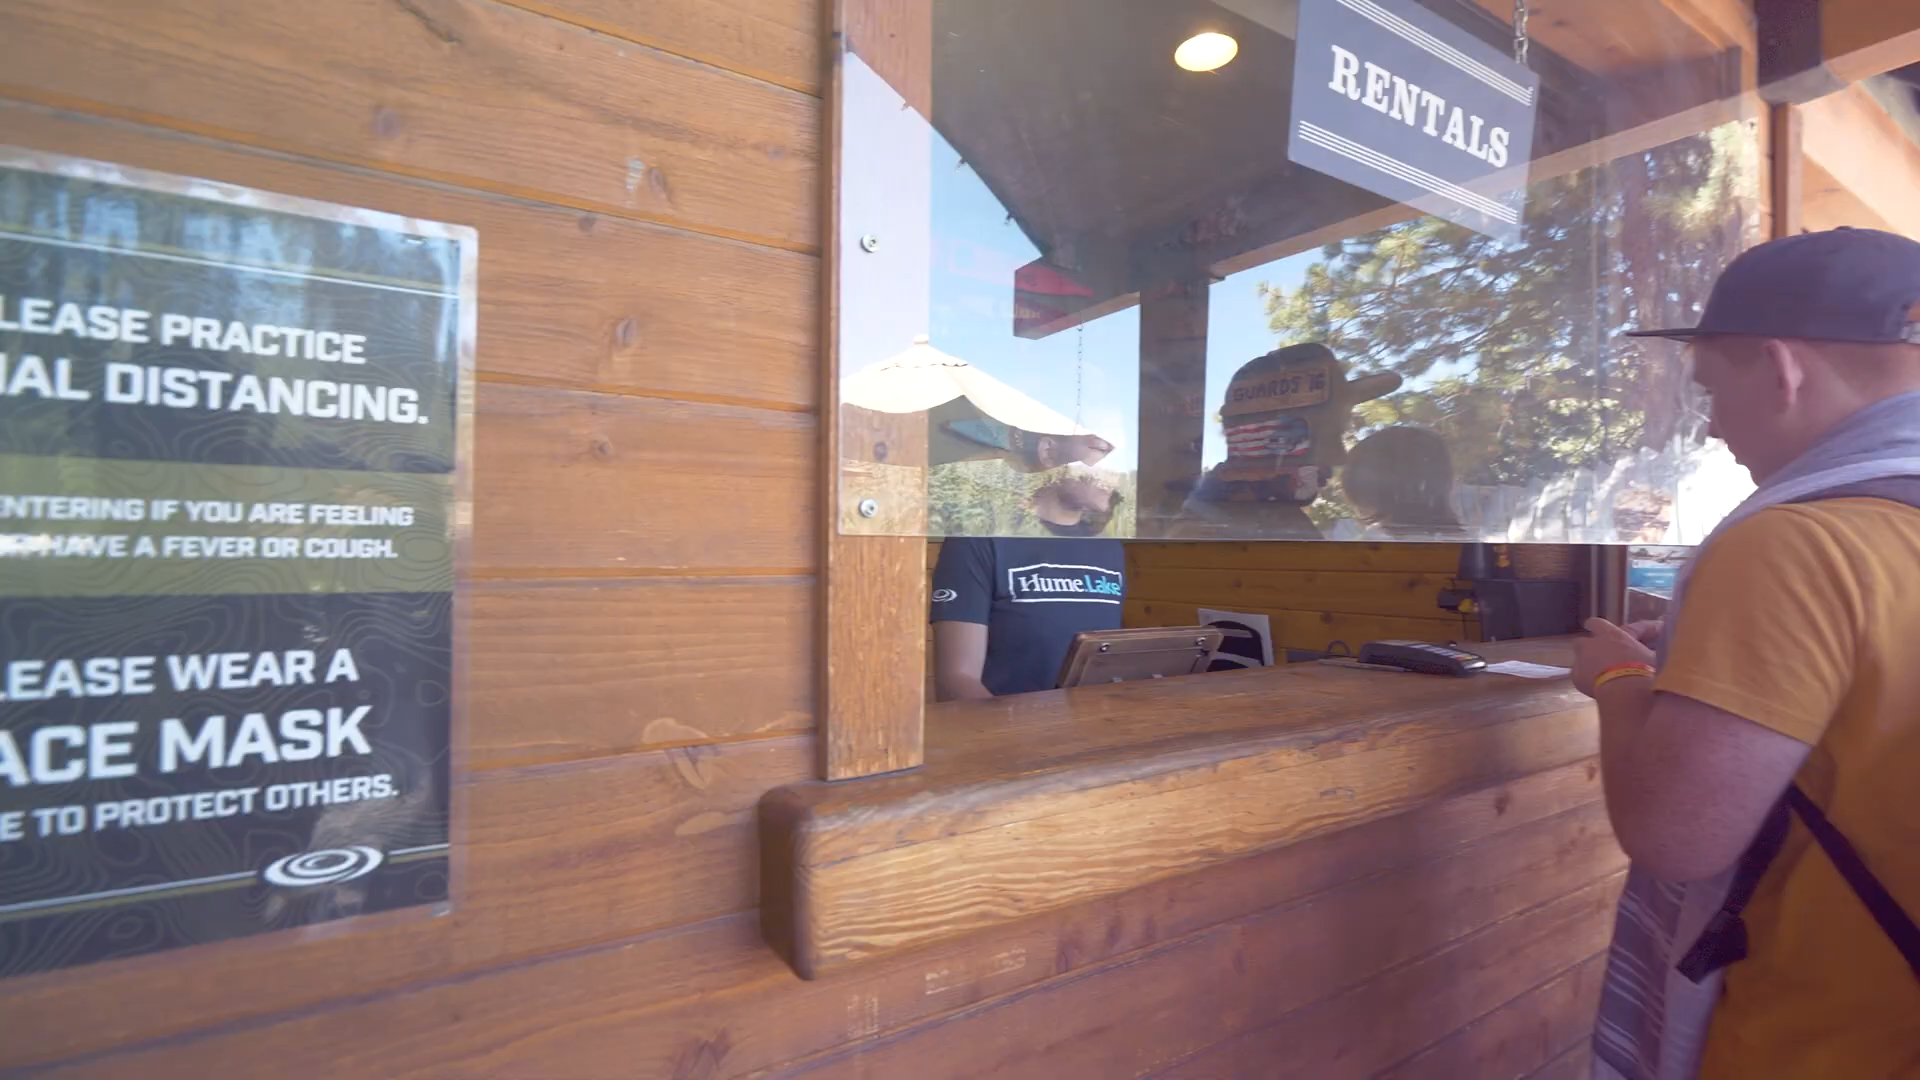 LEASE PRACTICE
IAL DISTANCING.
ENTERING IF YOU ARE FEELING
OR HAVE A FEVER OR COUGH.
LEASE WEAR A
ACE MASK
E TO PROTECT OTHERS.
RENTALS
GUARDS
Hume.Lake